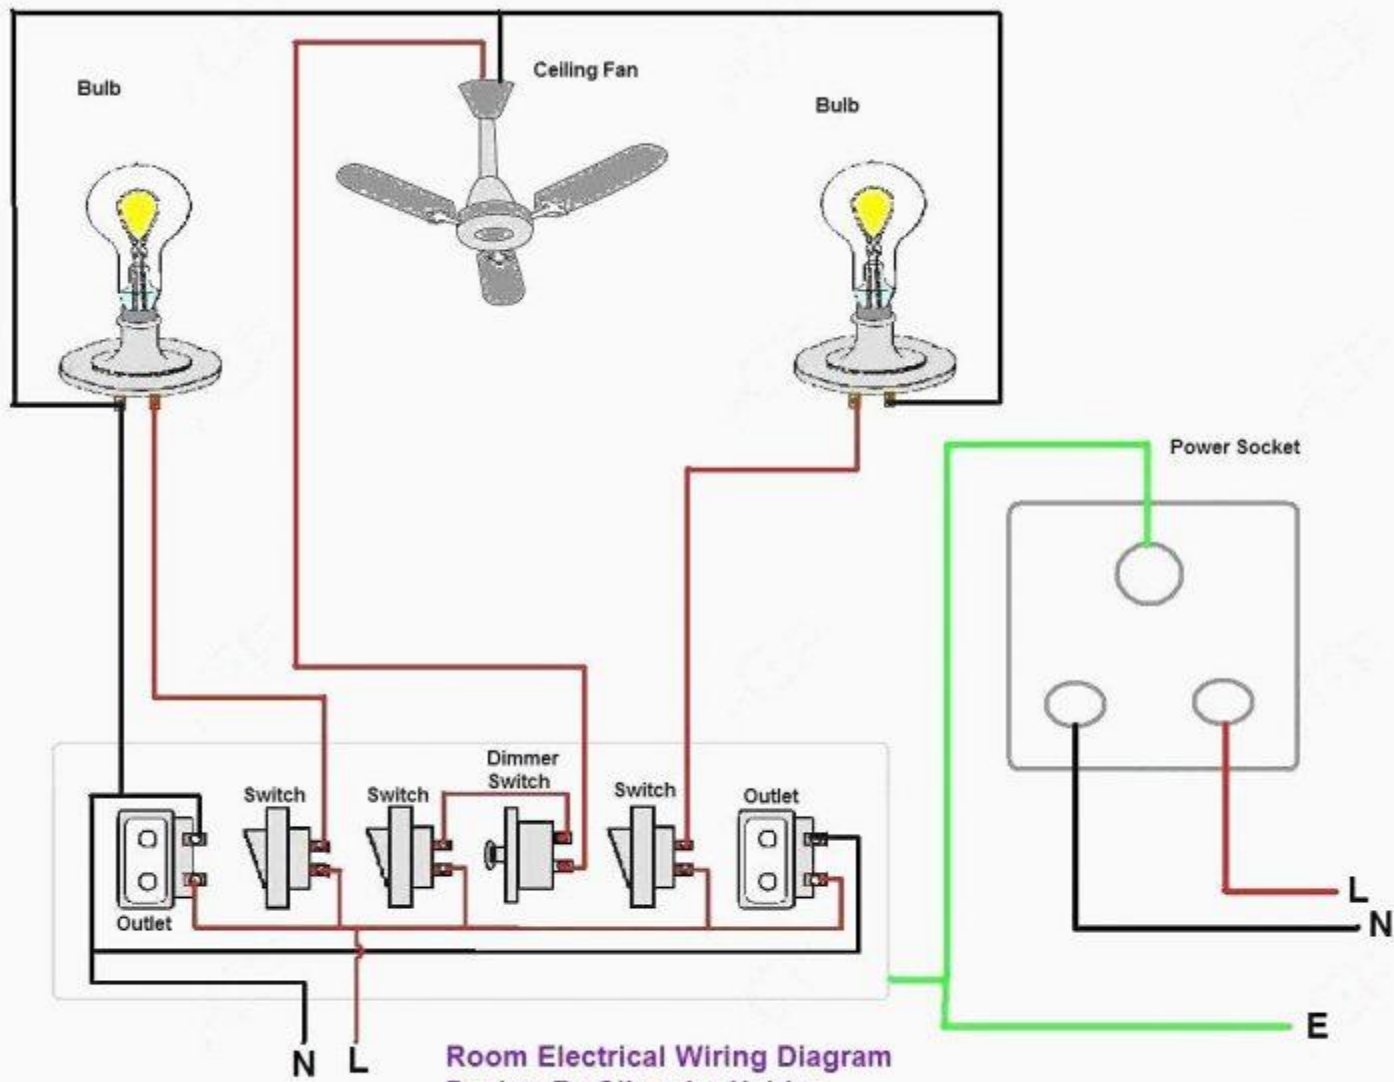 Bulb
Ceiling Fan
Bulb
Power Socket
Dimmer
Switch
Switch
Switch
Switch
Outlet
Outlet
L
N
E
N L
Room Electrical Wiring Diagram